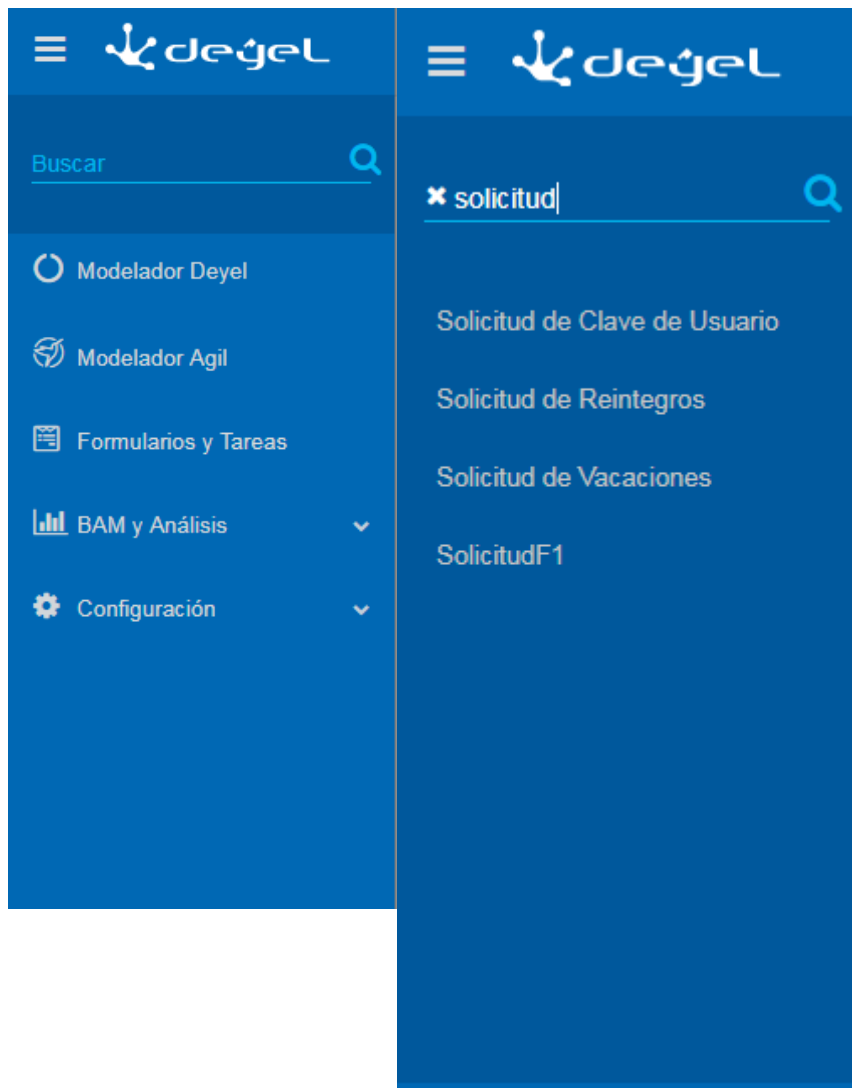 deyel
Buscar
Modelador Deyel
Modelador Agil
Formularios y Tareas
BAM y Análisis
Configuración
deyel
solicitud
Solicitud de Clave de Usuario
Solicitud de Reintegros
Solicitud de Vacaciones
SolicitudF1